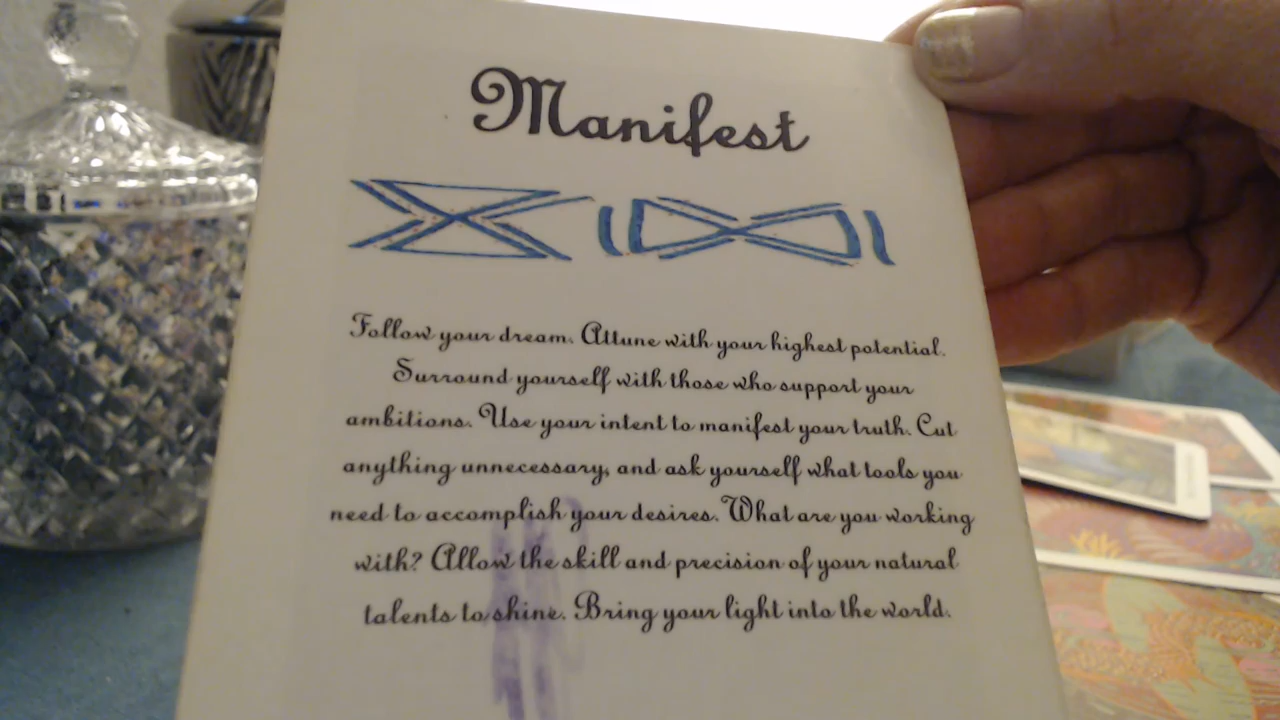 Manifest
Follow your dream. Attune with your highest potential.
Surround yourself with those who support your
ambitions. Use your intent to manifest your truth. Cut
anything unnecessary, and ask yourself what tools you
need to accomplish your desires. What are you working
with? Allow the skill and precision of your natural
talents to shine. Bring your light into the world.